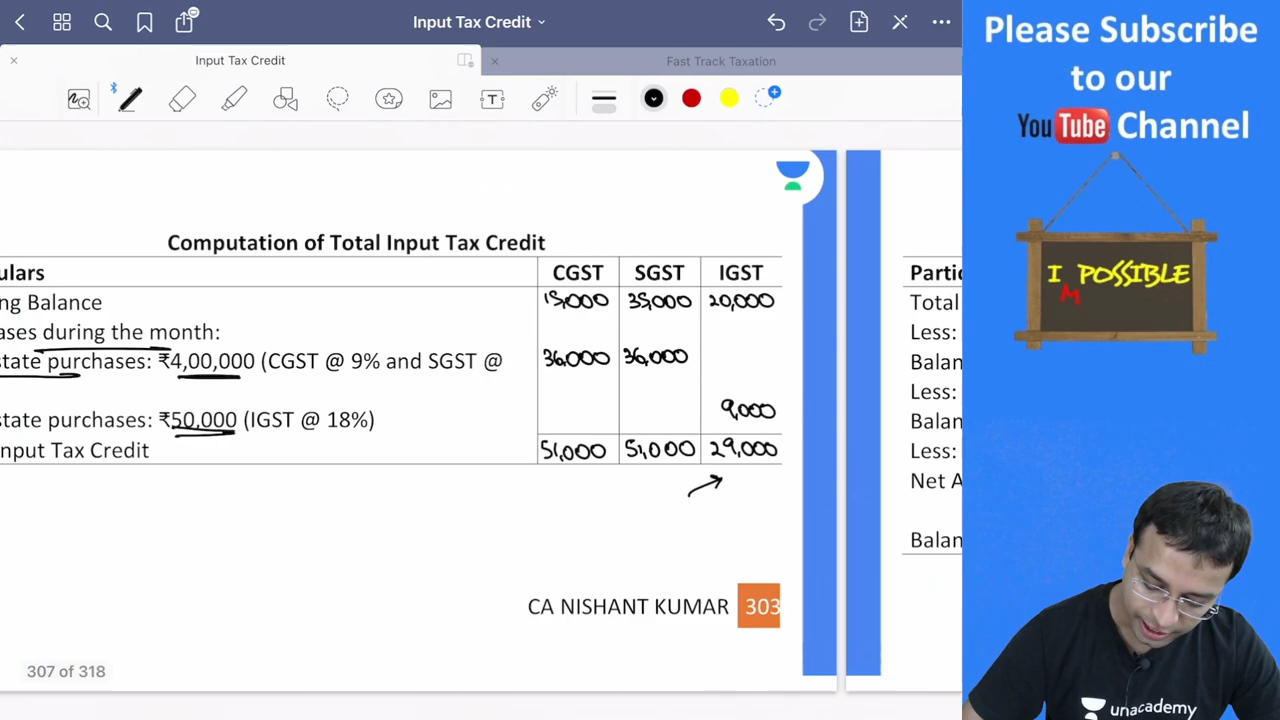 Input Tax Credit
Input Tax Credit
Fast Track Taxation
Please Subscribe
to our
YouTube Channel
I POSSIBLE
M
Computation of Total Input Tax Credit
ulars CGST SGST IGST
ng Balance 15,000 35,000 20,000
ases during the month:
state purchases: ₹4,00,000 (CGST @ 9% and SGST @ 36,000 36,000
state purchases: ₹50,000 (IGST @ 18%) 9,000
nput Tax Credit 51,000 51,000 29,000
Partic
Total
Less:
Balan
Less:
Balan
Less:
Net A
Balan
CA NISHANT KUMAR 303
307 of 318
unacademy